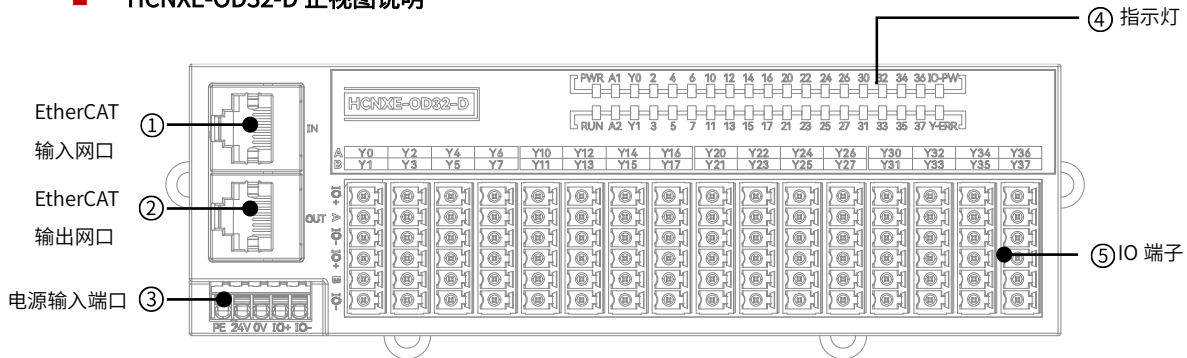 HCNXE-OD32-D 正视图说明
④ 指示灯
PWR A1 Y0 2 4 6 10 12 14 16 20 22 24 26 30 32 34 36 IO-PW
HCNXE-OD32-D
RUN A2 Y1 3 5 7 11 13 15 17 21 23 25 27 31 33 35 37 Y-ERR
EtherCAT
输入网口
①
IN
A Y0 Y2 Y4 Y6 Y10 Y12 Y14 Y16 Y20 Y22 Y24 Y26 Y30 Y32 Y34 Y36
B Y1 Y3 Y5 Y7 Y11 Y13 Y15 Y17 Y21 Y23 Y25 Y27 Y31 Y33 Y35 Y37
EtherCAT
输出网口
②
OUT
IO+ A IO- IO+ B IO-
⑤IO 端子
电源输入端口 ③
PE 24V 0V IO+ IO-